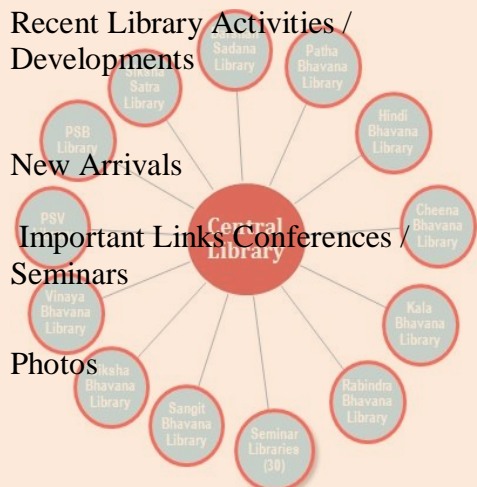 Recent Library Activities /
Developments
New Arrivals
Important Links Conferences /
Seminars
Photos
Central
Library
Darshan
Sadana
Library
Patha
Bhavana
Library
Hindi
Bhavana
Library
Cheena
Bhavana
Library
Kala
Bhavana
Library
Rabindra
Bhavana
Library
Seminar
Libraries
(30)
Sangit
Bhavana
Library
Bhavana
Library
Vinaya
Bhavana
Library
PSV
PSB
Library
Siksha
Satra
Library